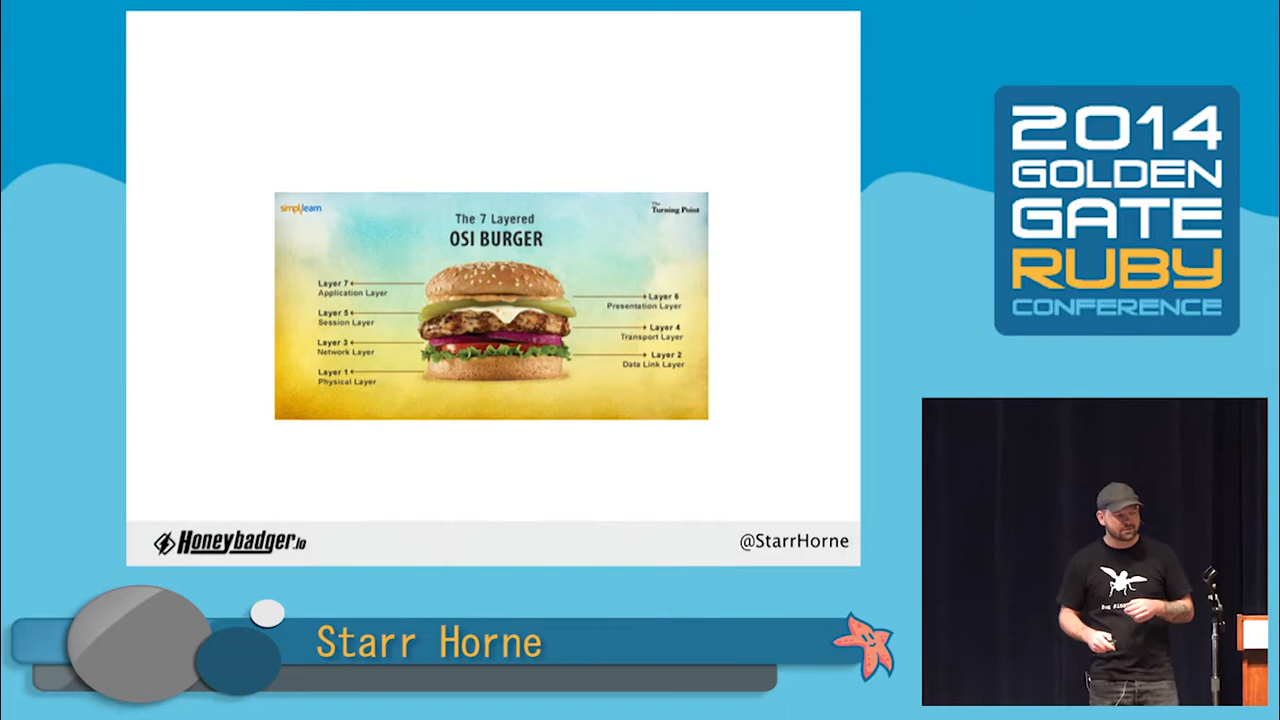 simplilearn
The
Turning Point
The 7 Layered
OSI BURGER
Layer 7
Application Layer
Layer 6
Presentation Layer
Layer 5
Session Layer
Layer 4
Transport Layer
Layer 3
Network Layer
Layer 2
Data Link Layer
Layer 1
Physical Layer
Honeybadger.io
@StarrHorne
2014
GOLDEN
GATE
RUBY
CONFERENCE
Starr Horne